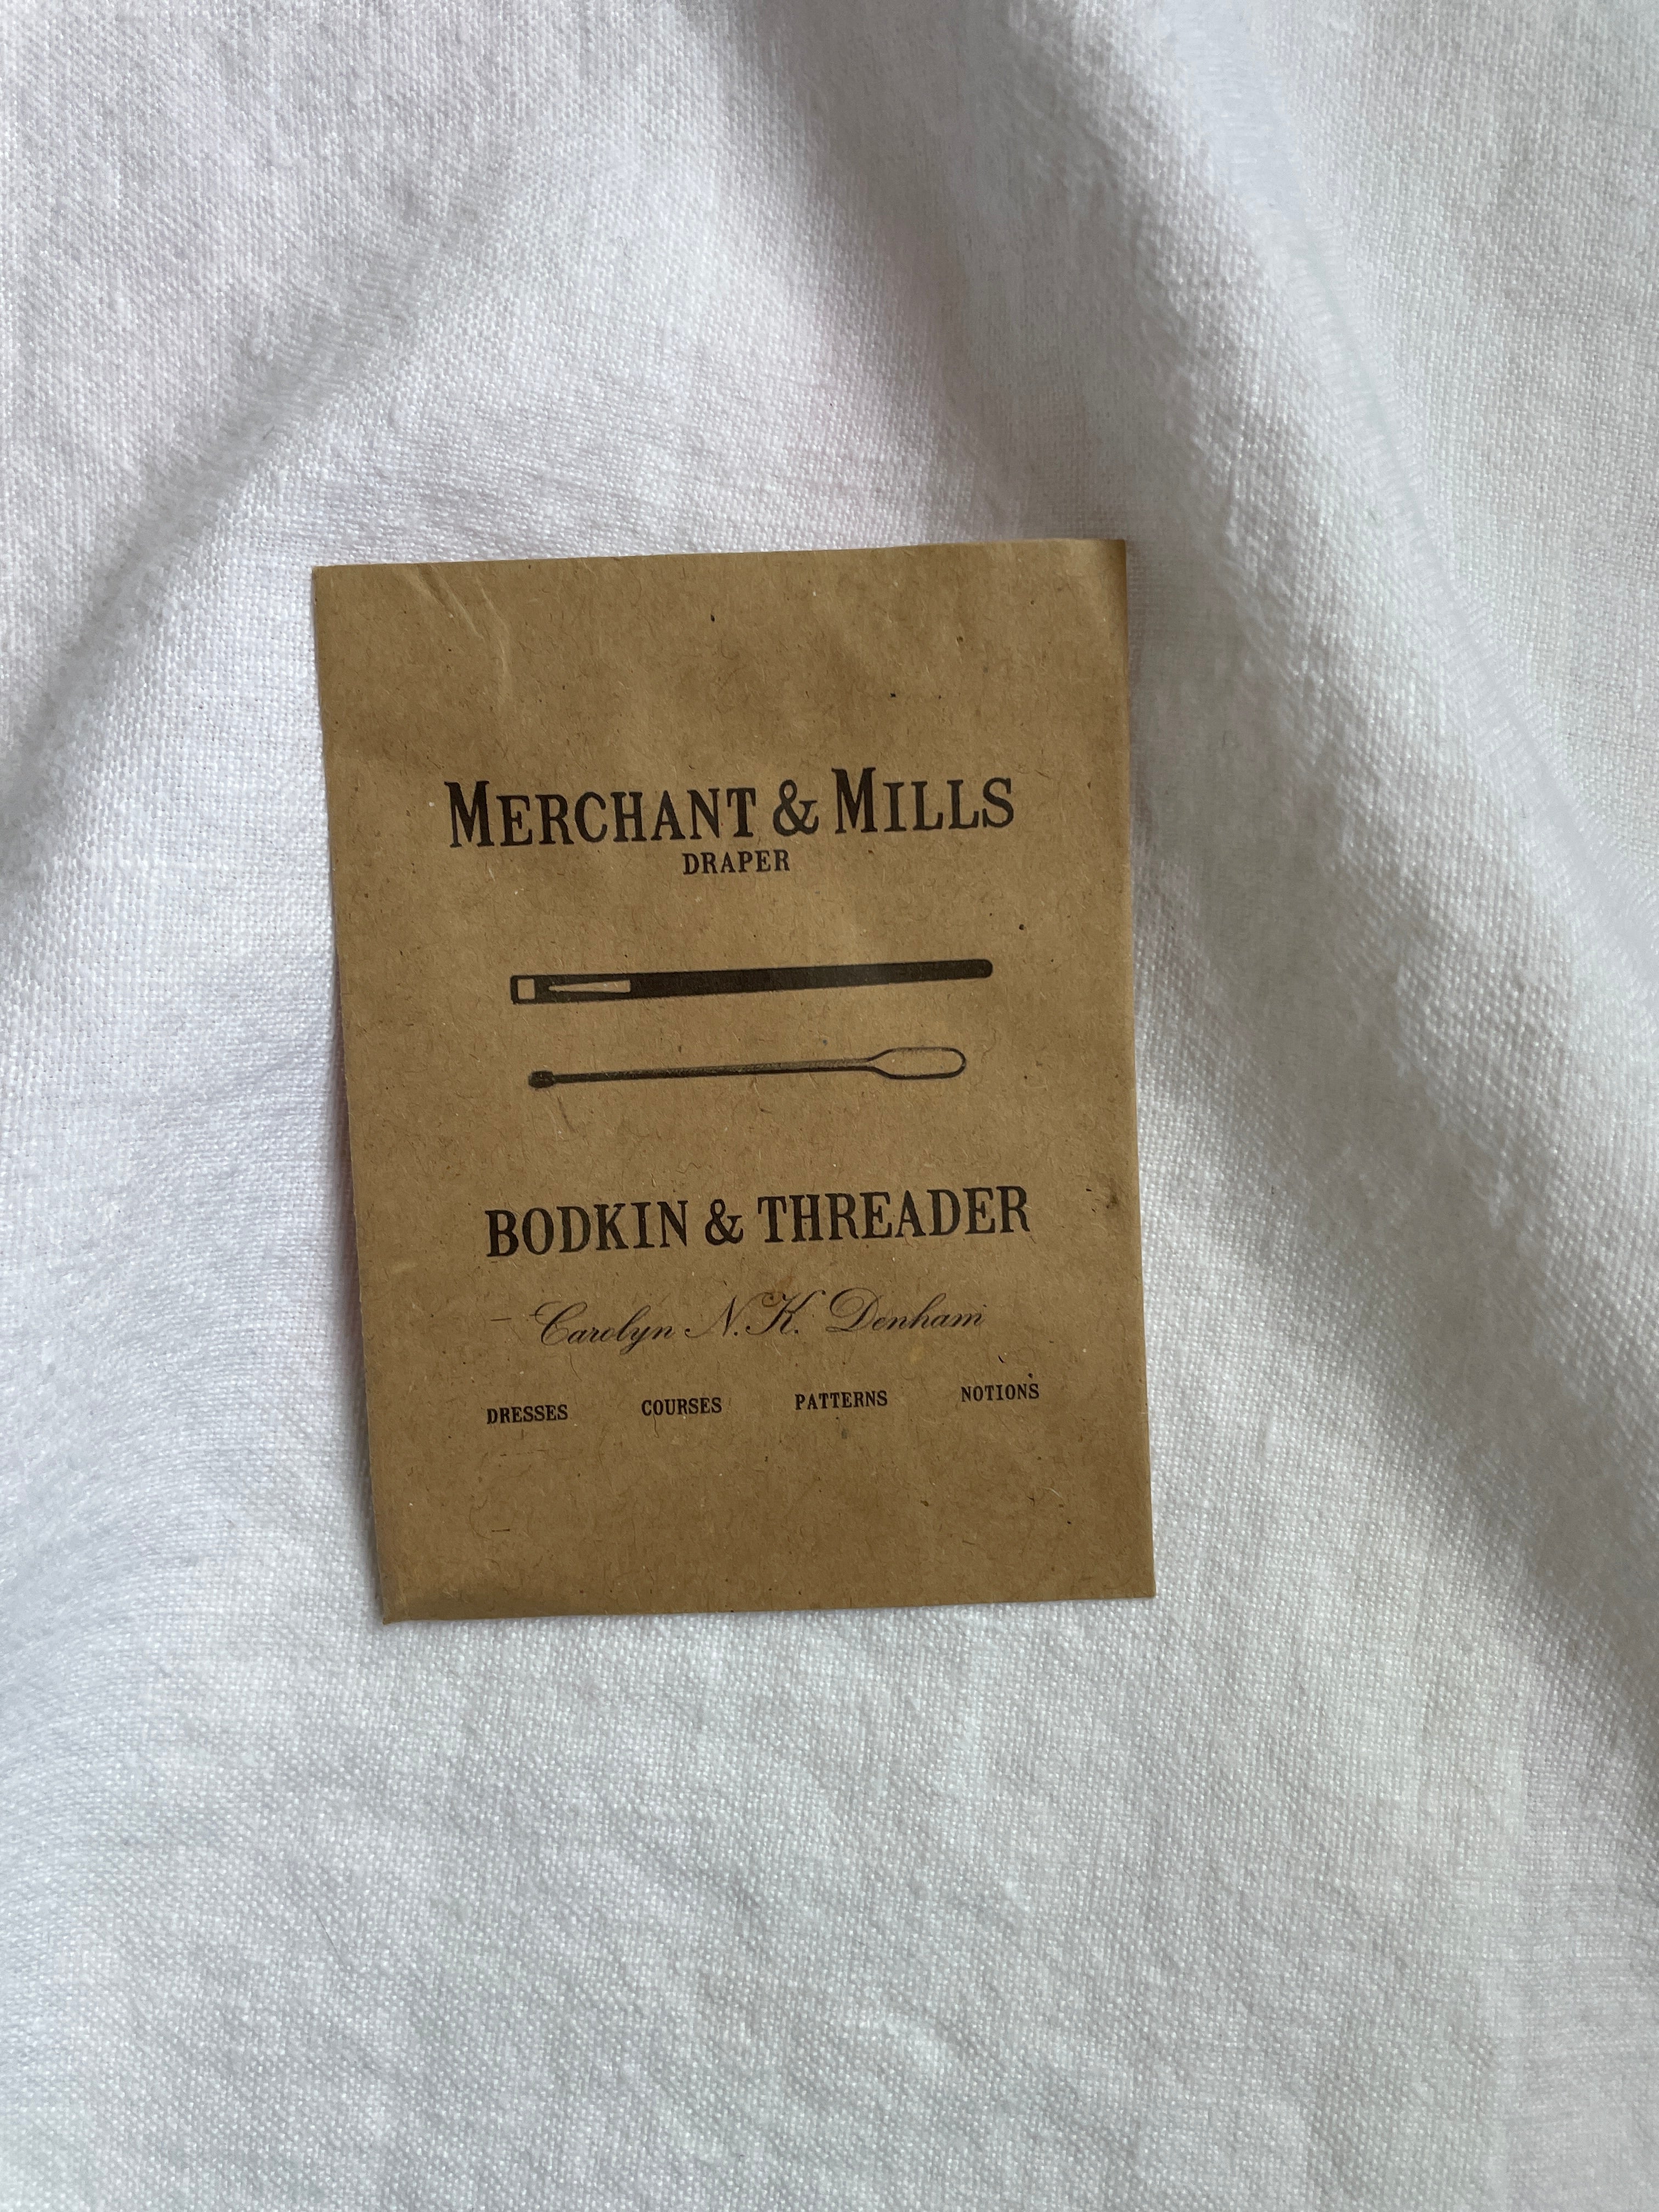 MERCHANT & MILLS
DRAPER
BODKIN & THREADER
Carolyn N.K. Denham
DRESSES COURSES PATTERNS NOTIONS